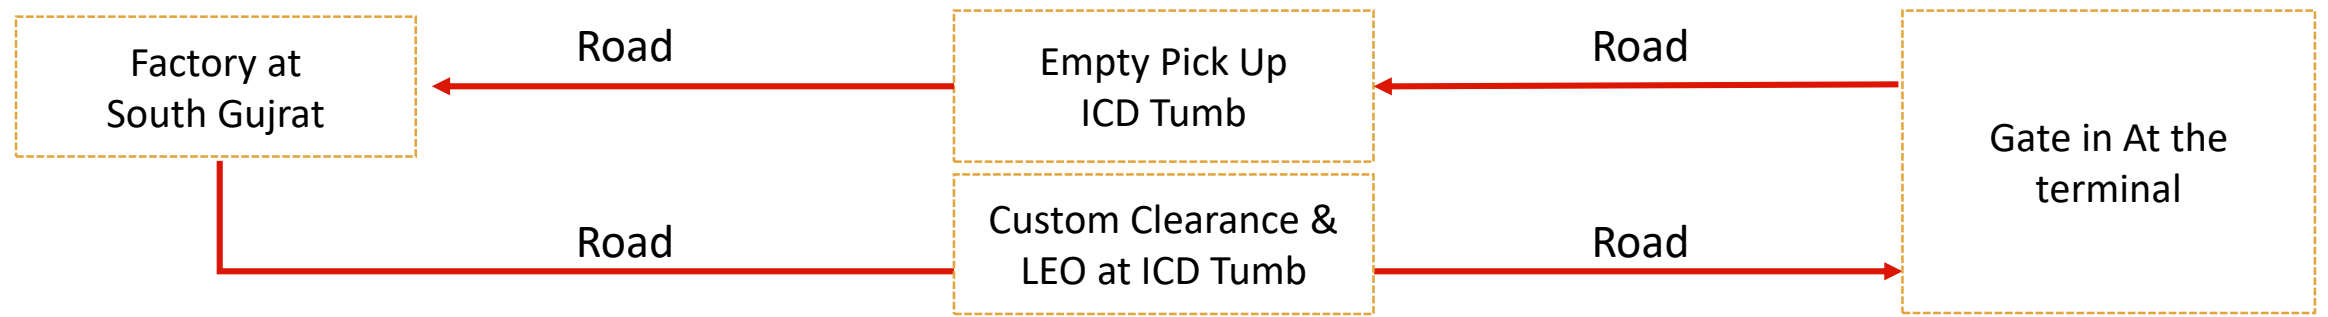 Factory at
South Gujrat
Road
Empty Pick Up
ICD Tumb
Road
Gate in At the
terminal
Road
Custom Clearance &
LEO at ICD Tumb
Road